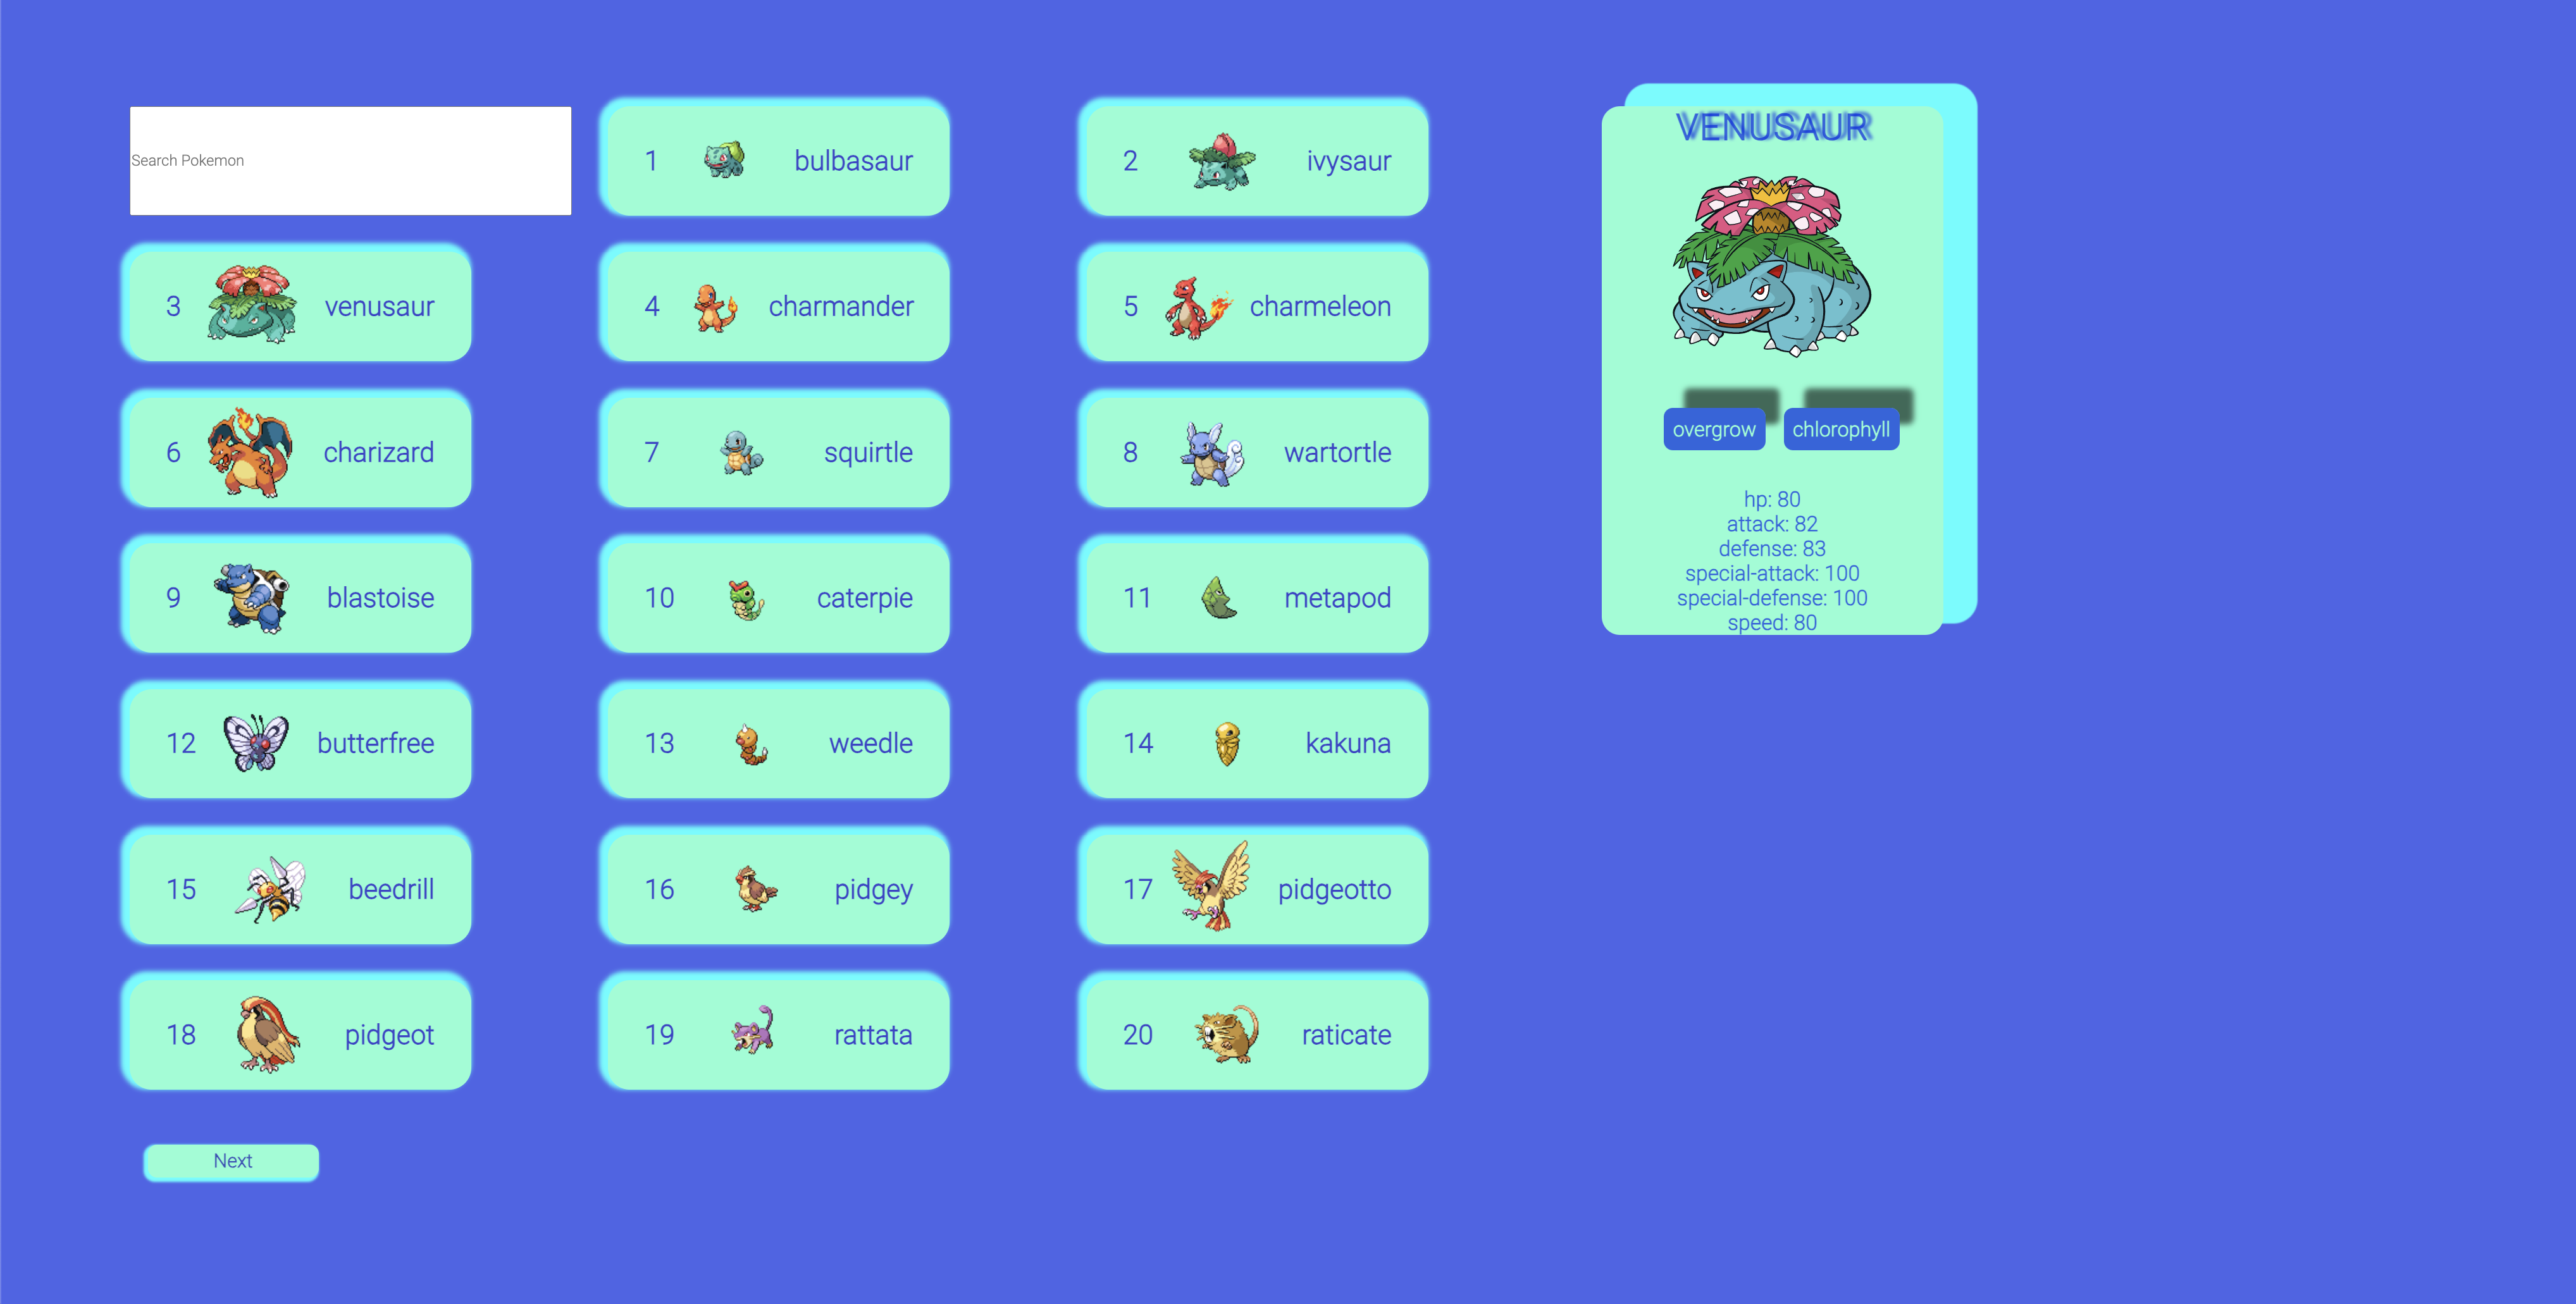 Search Pokemon
1 bulbasaur
2 ivysaur
3 venusaur
4 charmander
5 charmeleon
6 charizard
7 squirtle
8 wartortle
9 blastoise
10 caterpie
11 metapod
12 butterfree
13 weedle
14 kakuna
15 beedrill
16 pidgey
17 pidgeotto
18 pidgeot
19 rattata
20 raticate
Next
VENUSAUR
overgrow
chlorophyll
hp: 80
attack: 82
defense: 83
special-attack: 100
special-defense: 100
speed: 80